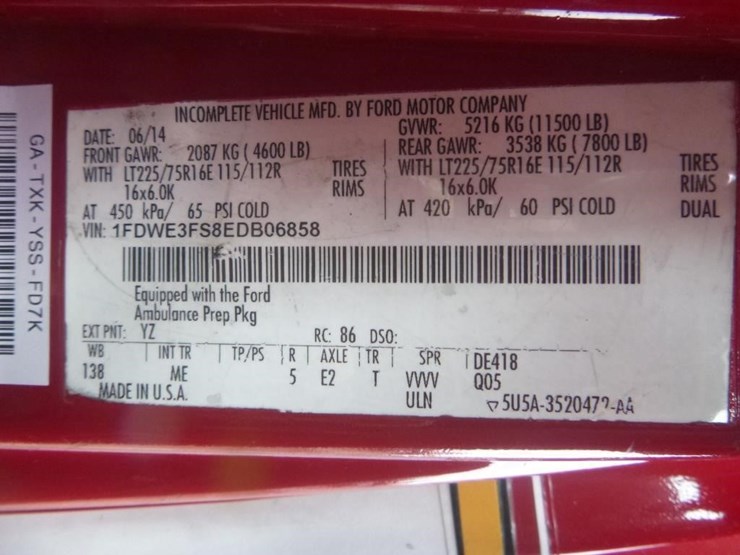 GA-TXK-YSS-FD7K
INCOMPLETE VEHICLE MFD. BY FORD MOTOR COMPANY
DATE: 06/14 GVWR: 5216 KG (11500 LB)
FRONT GAWR: 2087 KG ( 4600 LB) REAR GAWR: 3538 KG ( 7800 LB)
WITH LT225/75R16E 115/112R TIRES WITH LT225/75R16E 115/112R TIRES
16x6.0K RIMS 16x6.0K RIMS
AT 450 kPa/ 65 PSI COLD AT 420 kPa/ 60 PSI COLD DUAL
VIN: 1FDWE3FS8EDB06858
Equipped with the Ford
Ambulance Prep Pkg
EXT PNT: YZ RC: 86 DSO:
WB INT TR TP/PS R AXLE TR SPR DE418
138 ME 5 E2 T VVVV Q05
MADE IN U.S.A. ULN 5U5A-3520472-AA